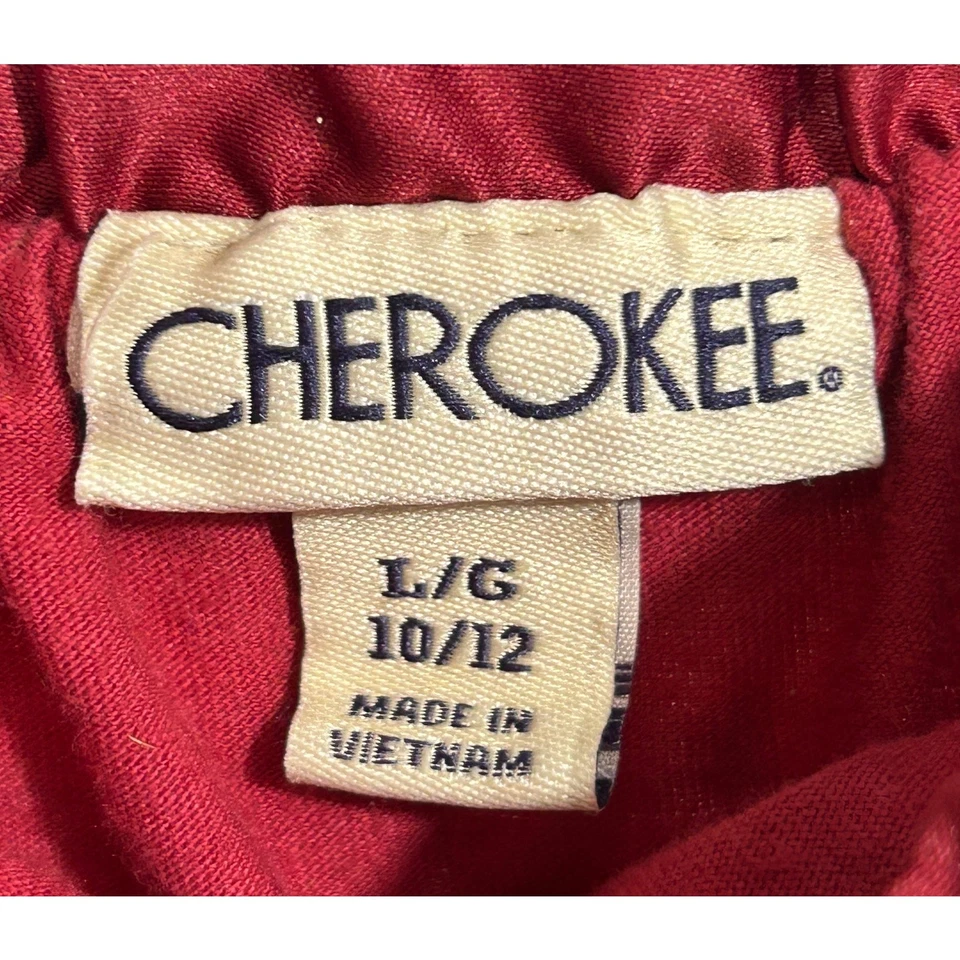 CHEROKEE®
L/G
10/12
MADE IN
VIETNAM